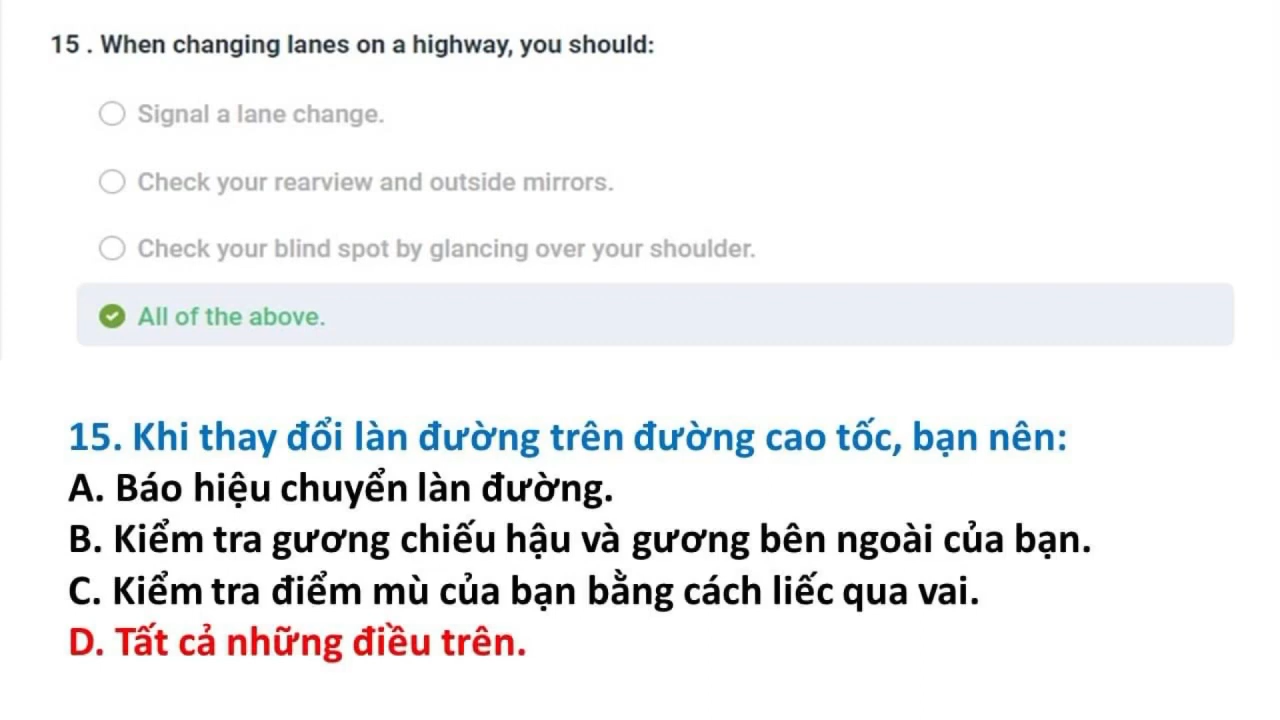 15 . When changing lanes on a highway, you should:
Signal a lane change.
Check your rearview and outside mirrors.
Check your blind spot by glancing over your shoulder.
All of the above.
15. Khi thay đổi làn đường trên đường cao tốc, bạn nên:
A. Báo hiệu chuyển làn đường.
B. Kiểm tra gương chiếu hậu và gương bên ngoài của bạn.
C. Kiểm tra điểm mù của bạn bằng cách liếc qua vai.
D. Tất cả những điều trên.